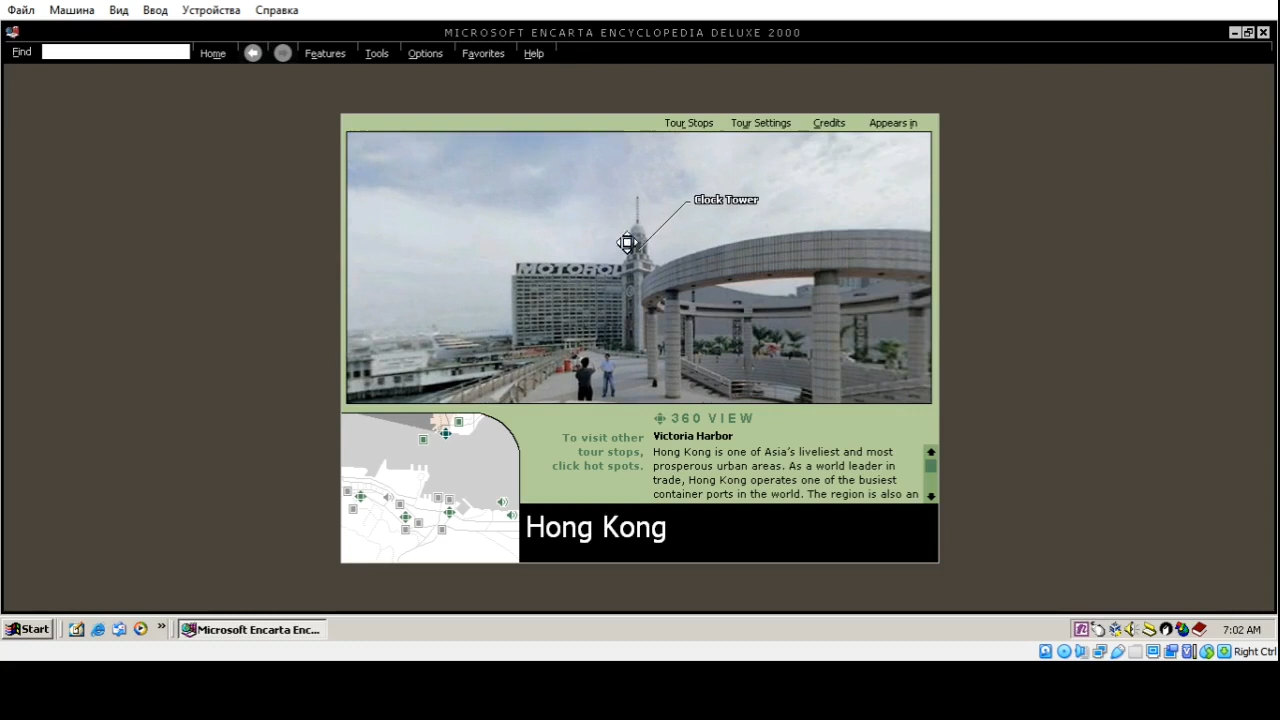 Файл Машина Вид Ввод Устройства Справка
MICROSOFT ENCARTA ENCYCLOPEDIA DELUXE 2000
Find Home Features Tools Options Favorites Help
Tour Stops Tour Settings Credits Appears in
Clock Tower
MOTOROL
360 VIEW
To visit other
tour stops,
click hot spots.
Victoria Harbor
Hong Kong is one of Asia's liveliest and most
prosperous urban areas. As a world leader in
trade, Hong Kong operates one of the busiest
container ports in the world. The region is also an
Hong Kong
Start » Microsoft Encarta Enc... 7:02 AM
Right Ctrl